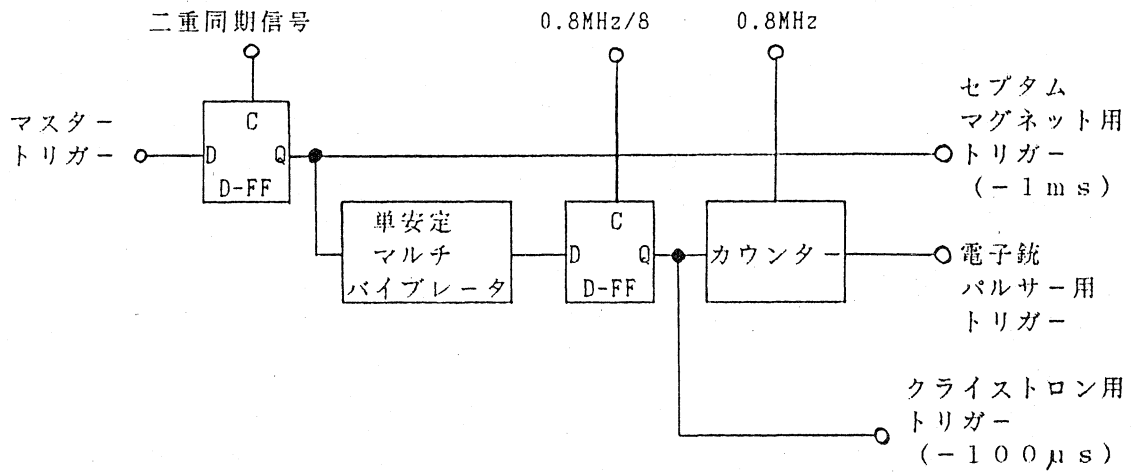 二重同期信号
0.8MHz/8
0.8MHz
マスター
トリガー
C
D Q
D-FF
セプタム
マグネット用
トリガー
(-1ms)
単安定
マルチ
バイブレータ
C
D Q
D-FF
カウンター
電子銃
パルサー用
トリガー
クライストロン用
トリガー
(-100μs)